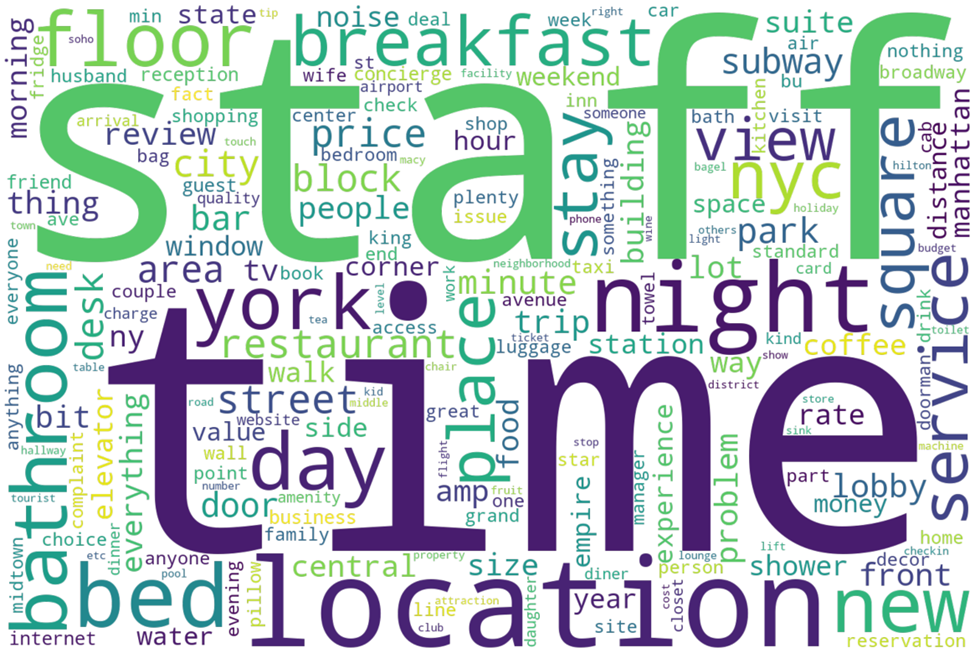 staff
time
location
breakfast
floor
night
york
day
bed
bathroom
service
square
new
nyc
view
stay
place
restaurant
street
price
block
people
city
review
area
tv
corner
minute
trip
station
lot
park
space
building
suite
subway
state
noise
weekend
morning
thing
bar
window
desk
ny
door
walk
value
side
food
amp
size
central
everything
elevator
bit
water
shower
lobby
money
rate
coffee
way
problem
experience
front
decor
home
reservation
year
empire
manager
person
closet
line
site
family
business
amenity
point
wall
website
number
road
kid
middle
great
chair
flight
fruit
one
grand
star
stop
diner
daughter
property
attraction
club
pillow
evening
anyone
dinner
etc
pool
choice
midtown
internet
complaint
tourist
hallway
table
anything
everyone
couple
charge
need
town
friend
ave
bag
shopping
fact
arrival
husband
reception
fridge
soho
min
deal
week
car
right
tip
air
nothing
broadway
bu
wife
st
concierge
facility
airport
check
center
shop
hour
inn
someone
bath
visit
kitchen
touch
guest
quality
bedroom
macy
plenty
issue
king
end
book
phone
something
wine
bagel
holiday
light
others
standard
card
hilton
cab
distance
manhattan
budget
drink
toilet
doorman
neighborhood
taxi
towel
work
level
tea
access
avenue
ticket
luggage
kind
show
district
store
sink
machine
part
checkin
lounge
lift
cost